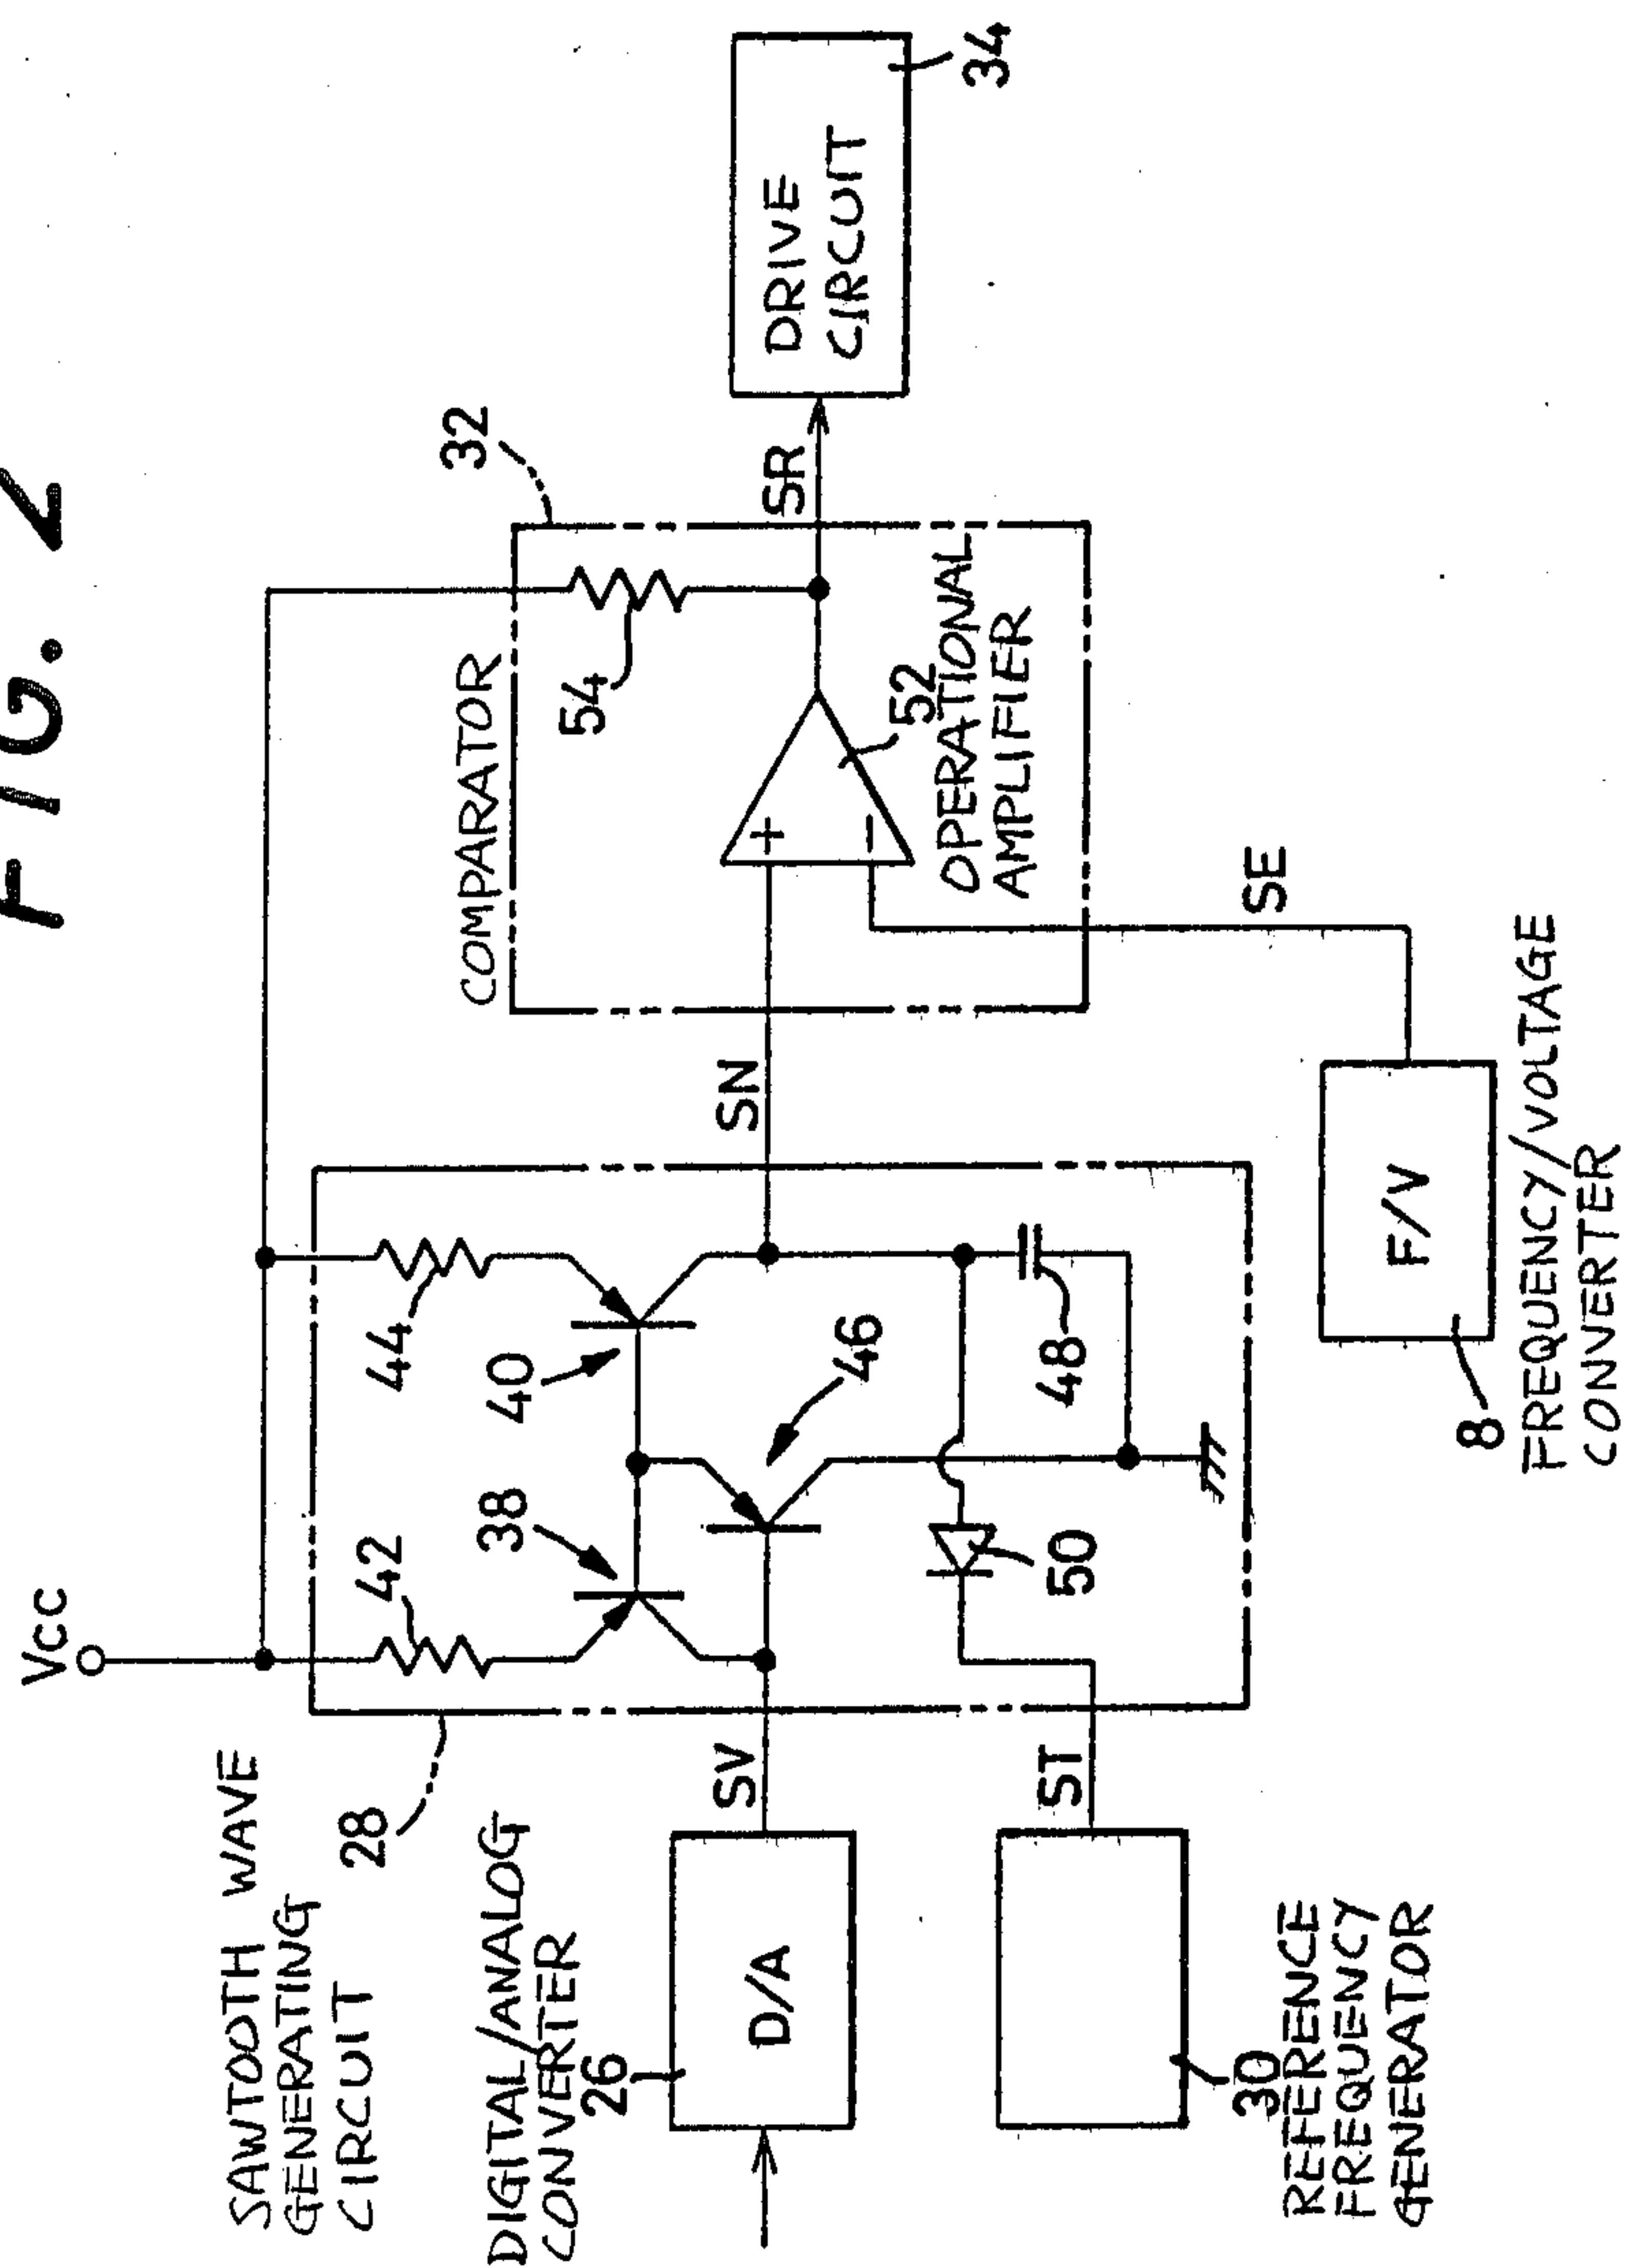 FIG. 2
Vcc
SAWTOOTH WAVE
GENERATING
CIRCUIT
28
42
44
38
40
46
48
50
DIGITAL/ANALOG
CONVERTER
26
D/A
SV
ST
30
REFERENCE
FREQUENCY
GENERATOR
SN
COMPARATOR
32
54
+
−
52
OPERATIONAL
AMPLIFIER
SR
DRIVE
CIRCUIT
34
SE
F/V
8
FREQUENCY/VOLTAGE
CONVERTER